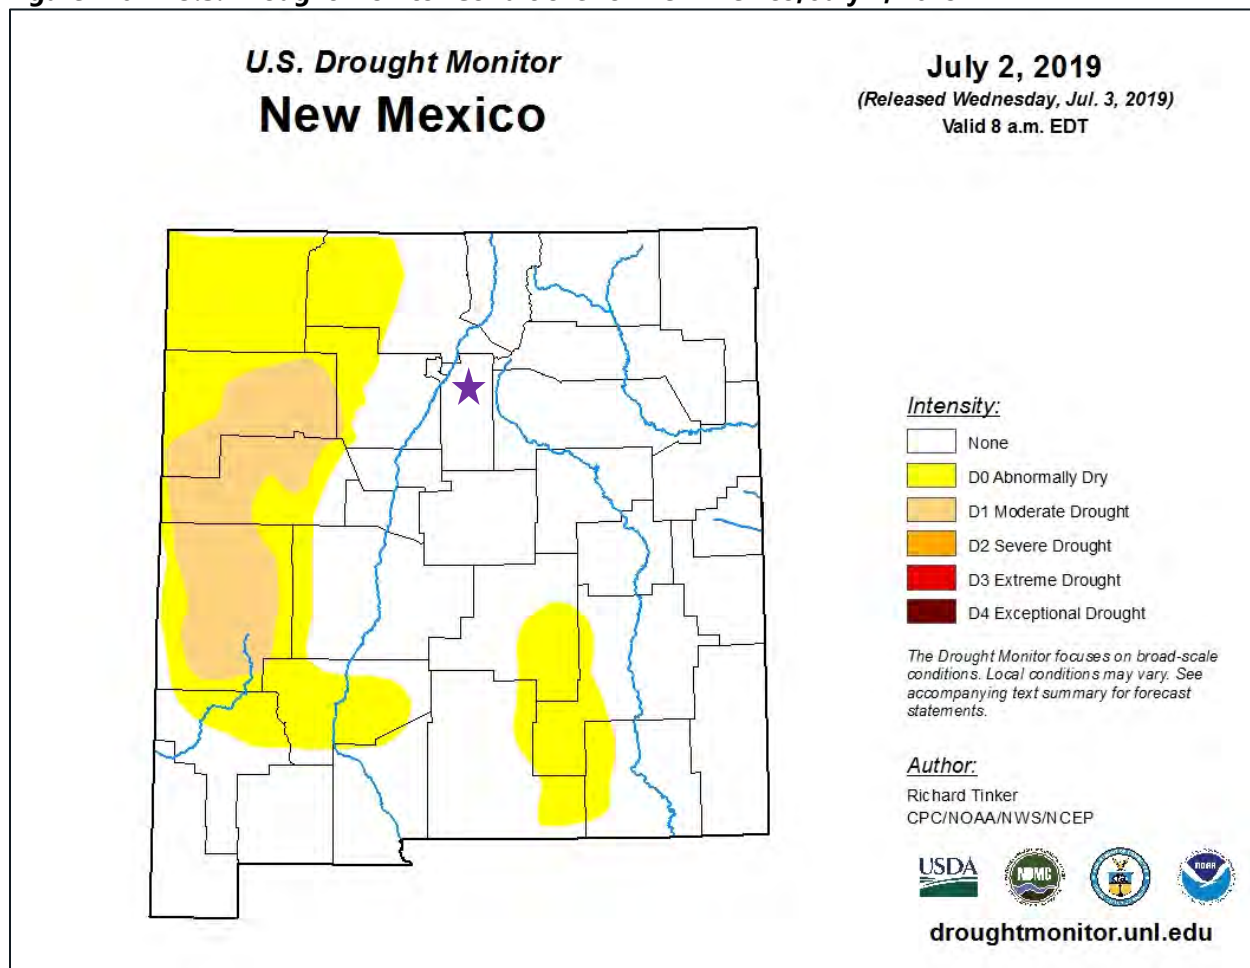 U.S. Drought Monitor
New Mexico
July 2, 2019
(Released Wednesday, Jul. 3, 2019)
Valid 8 a.m. EDT
Intensity:
None
D0 Abnormally Dry
D1 Moderate Drought
D2 Severe Drought
D3 Extreme Drought
D4 Exceptional Drought
The Drought Monitor focuses on broad-scale
conditions. Local conditions may vary. See
accompanying text summary for forecast
statements.
Author:
Richard Tinker
CPC/NOAA/NWS/NCEP
USDA
NDMC
NOAA
droughtmonitor.unl.edu